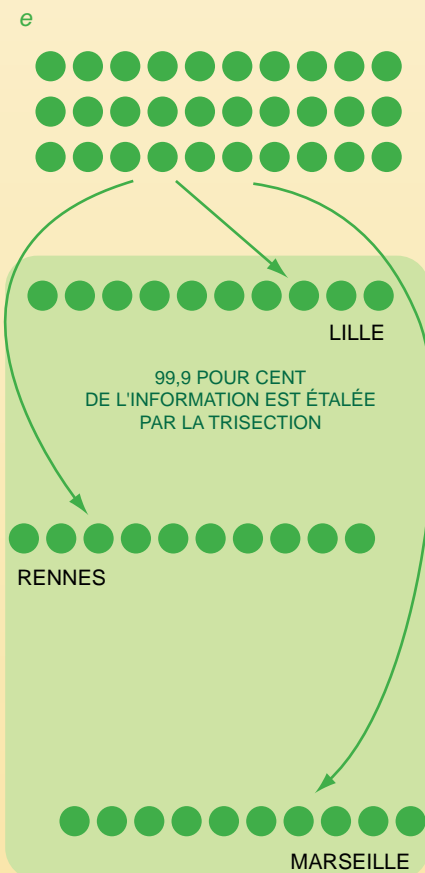 e
LILLE
99,9 POUR CENT
DE L'INFORMATION EST ÉTALÉE
PAR LA TRISECTION
RENNES
MARSEILLE